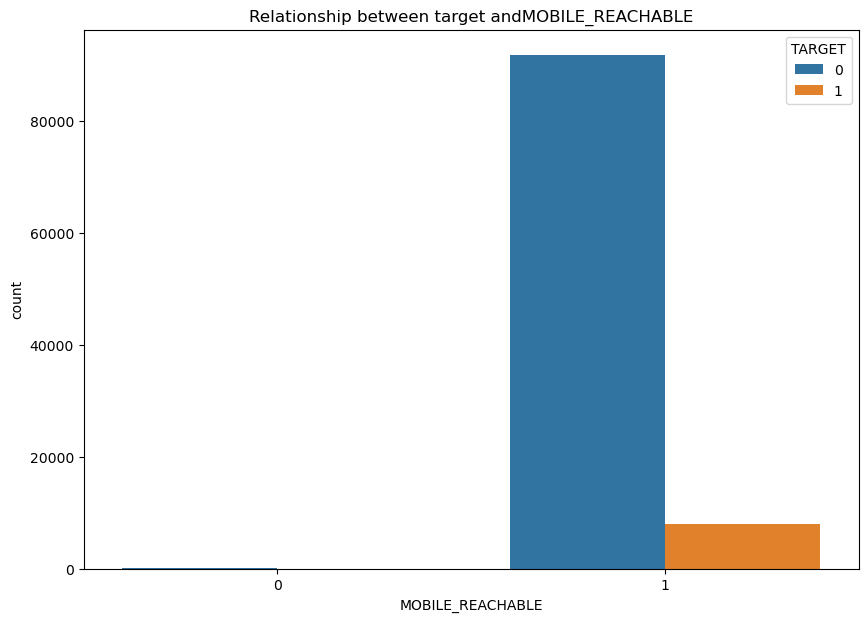 Relationship between target andMOBILE_REACHABLE
TARGET
0
1
80000
60000
40000
20000
0
count
0 1
MOBILE_REACHABLE